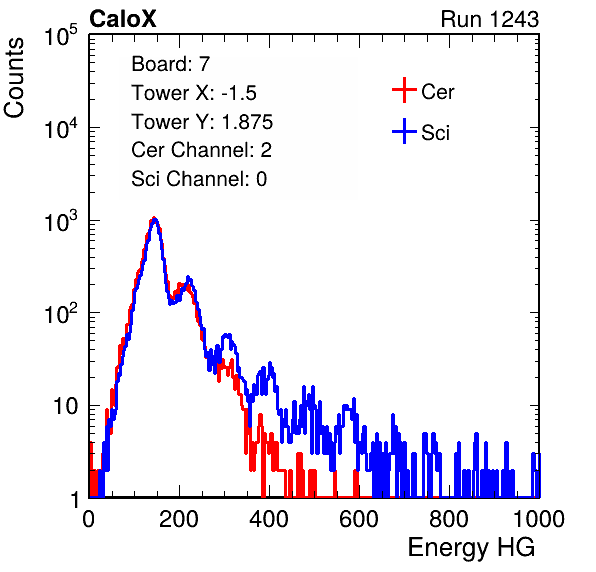 CaloX Run 1243
Counts
10^5
10^4
10^3
10^2
10
1
Board: 7
Tower X: -1.5
Tower Y: 1.875
Cer Channel: 2
Sci Channel: 0
Cer
Sci
0 200 400 600 800 1000
Energy HG